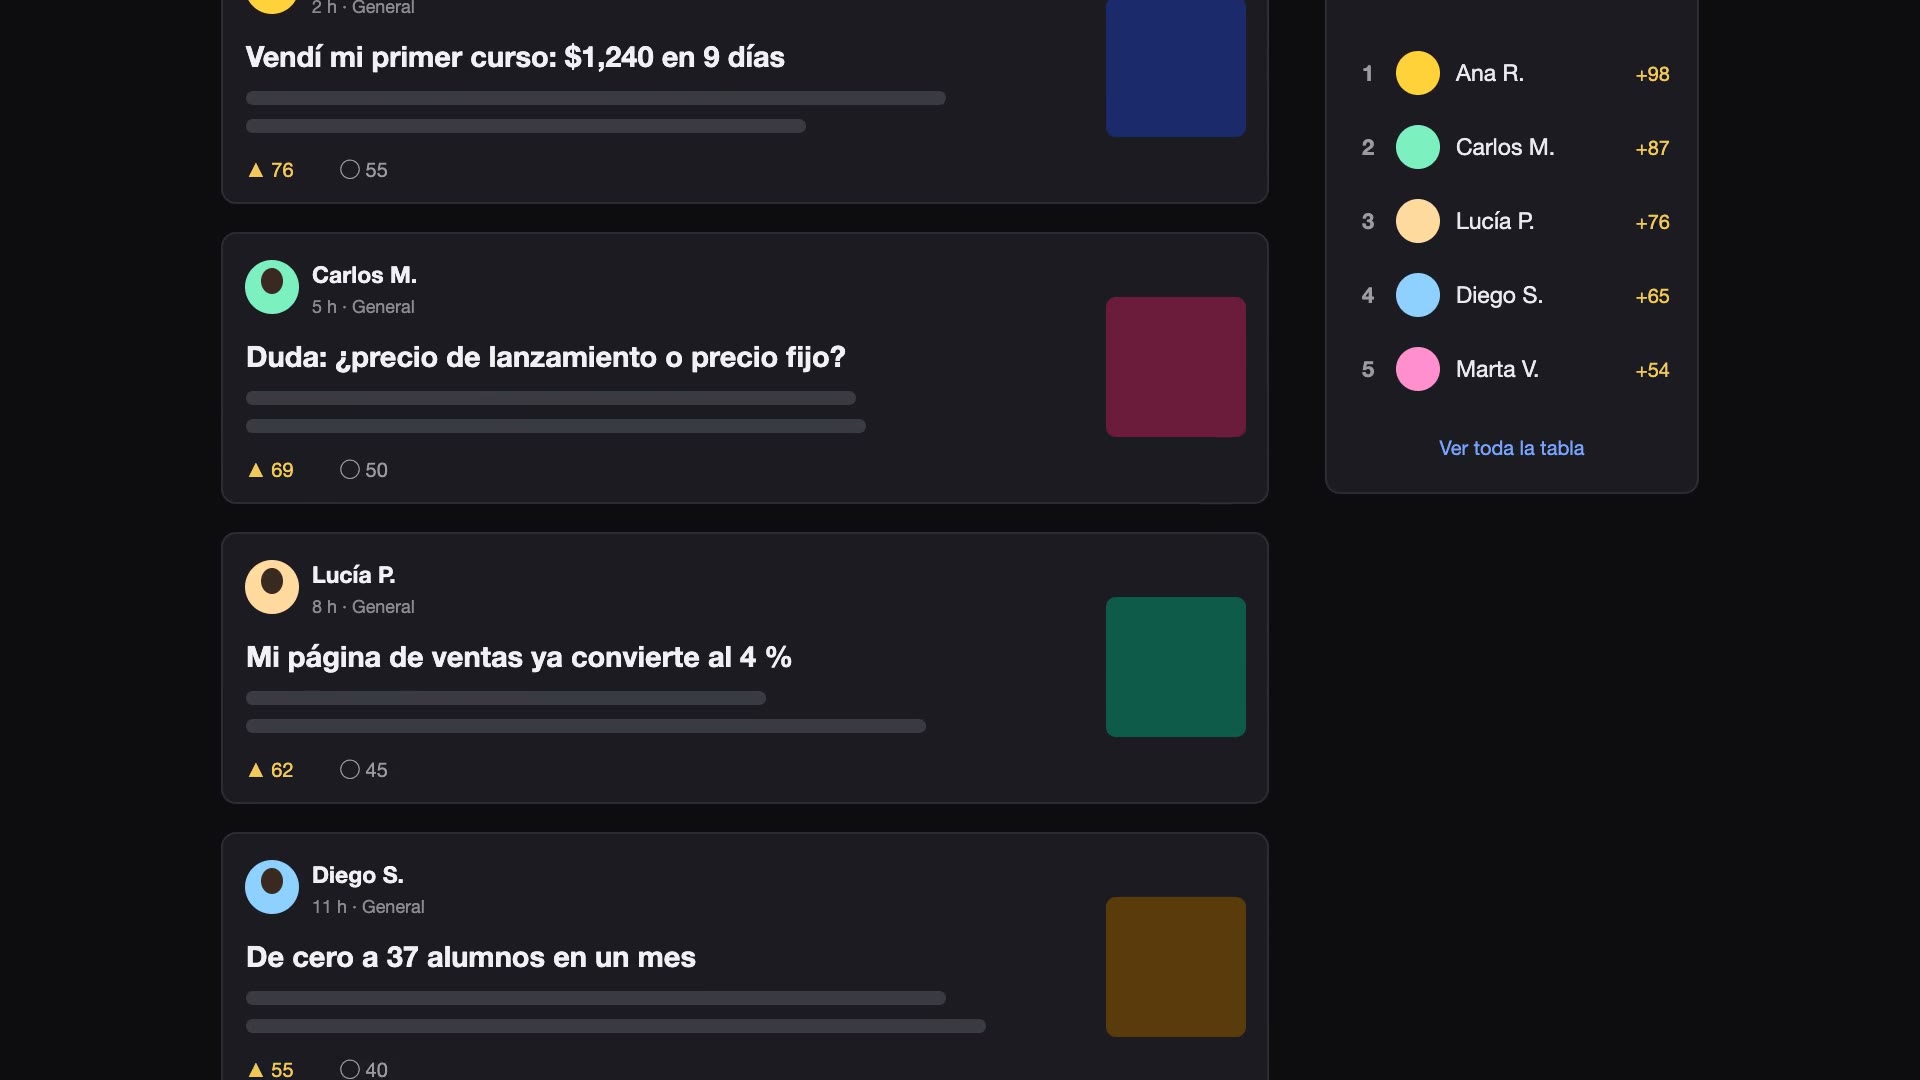 2 h · General
Vendí mi primer curso: $1,240 en 9 días
▲ 76 55
Carlos M.
5 h · General
Duda: ¿precio de lanzamiento o precio fijo?
▲ 69 50
Lucía P.
8 h · General
Mi página de ventas ya convierte al 4 %
▲ 62 45
Diego S.
11 h · General
De cero a 37 alumnos en un mes
▲ 55 40
1 Ana R. +98
2 Carlos M. +87
3 Lucía P. +76
4 Diego S. +65
5 Marta V. +54
Ver toda la tabla